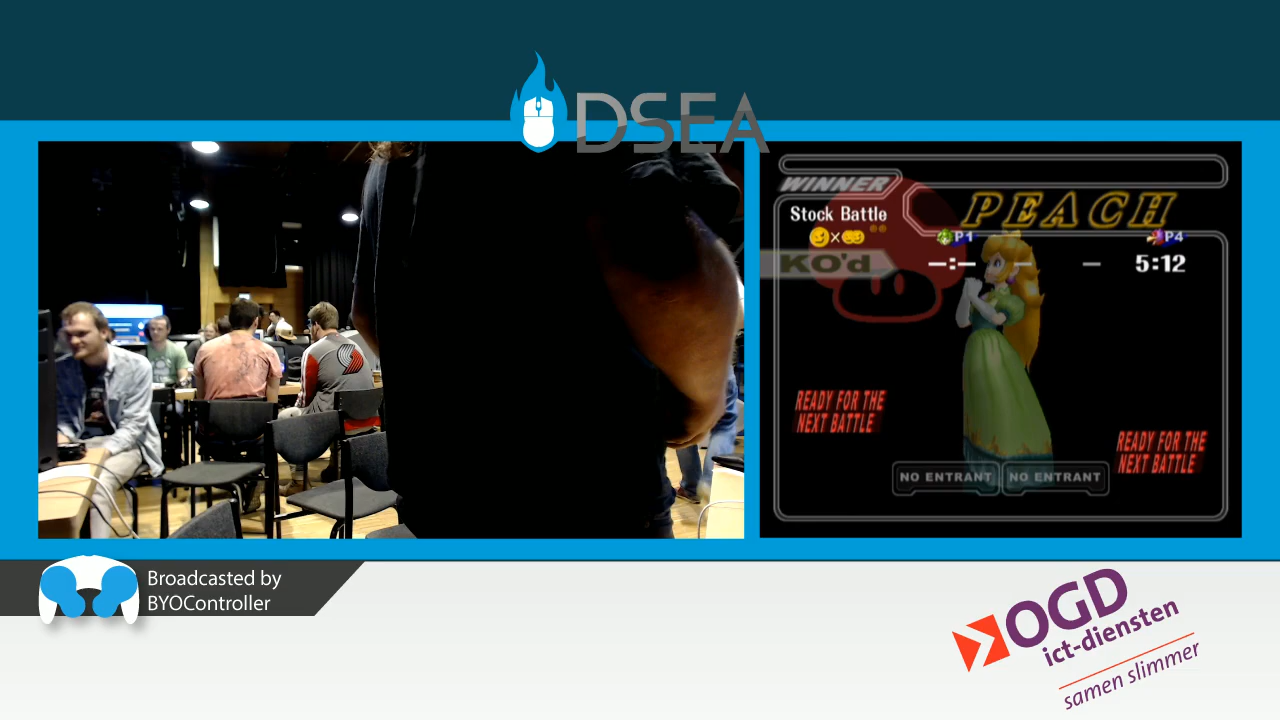 DSEA
WINNER
PEACH
Stock Battle
×
P1
P4
KO'd
–:–
–
–
5:12
READY FOR THE
NEXT BATTLE
READY FOR THE
NEXT BATTLE
NO ENTRANT
NO ENTRANT
Broadcasted by
BYOController
OGD
ict-diensten
samen slimmer